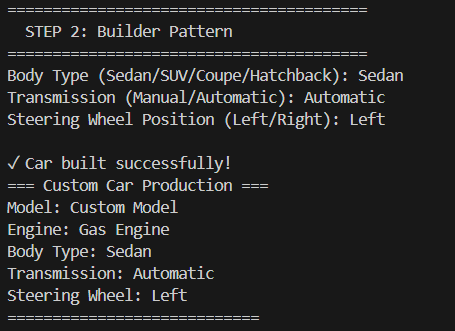 ========================================
  STEP 2: Builder Pattern
========================================
Body Type (Sedan/SUV/Coupe/Hatchback): Sedan
Transmission (Manual/Automatic): Automatic
Steering Wheel Position (Left/Right): Left

✓ Car built successfully!
=== Custom Car Production ===
Model: Custom Model
Engine: Gas Engine
Body Type: Sedan
Transmission: Automatic
Steering Wheel: Left
============================